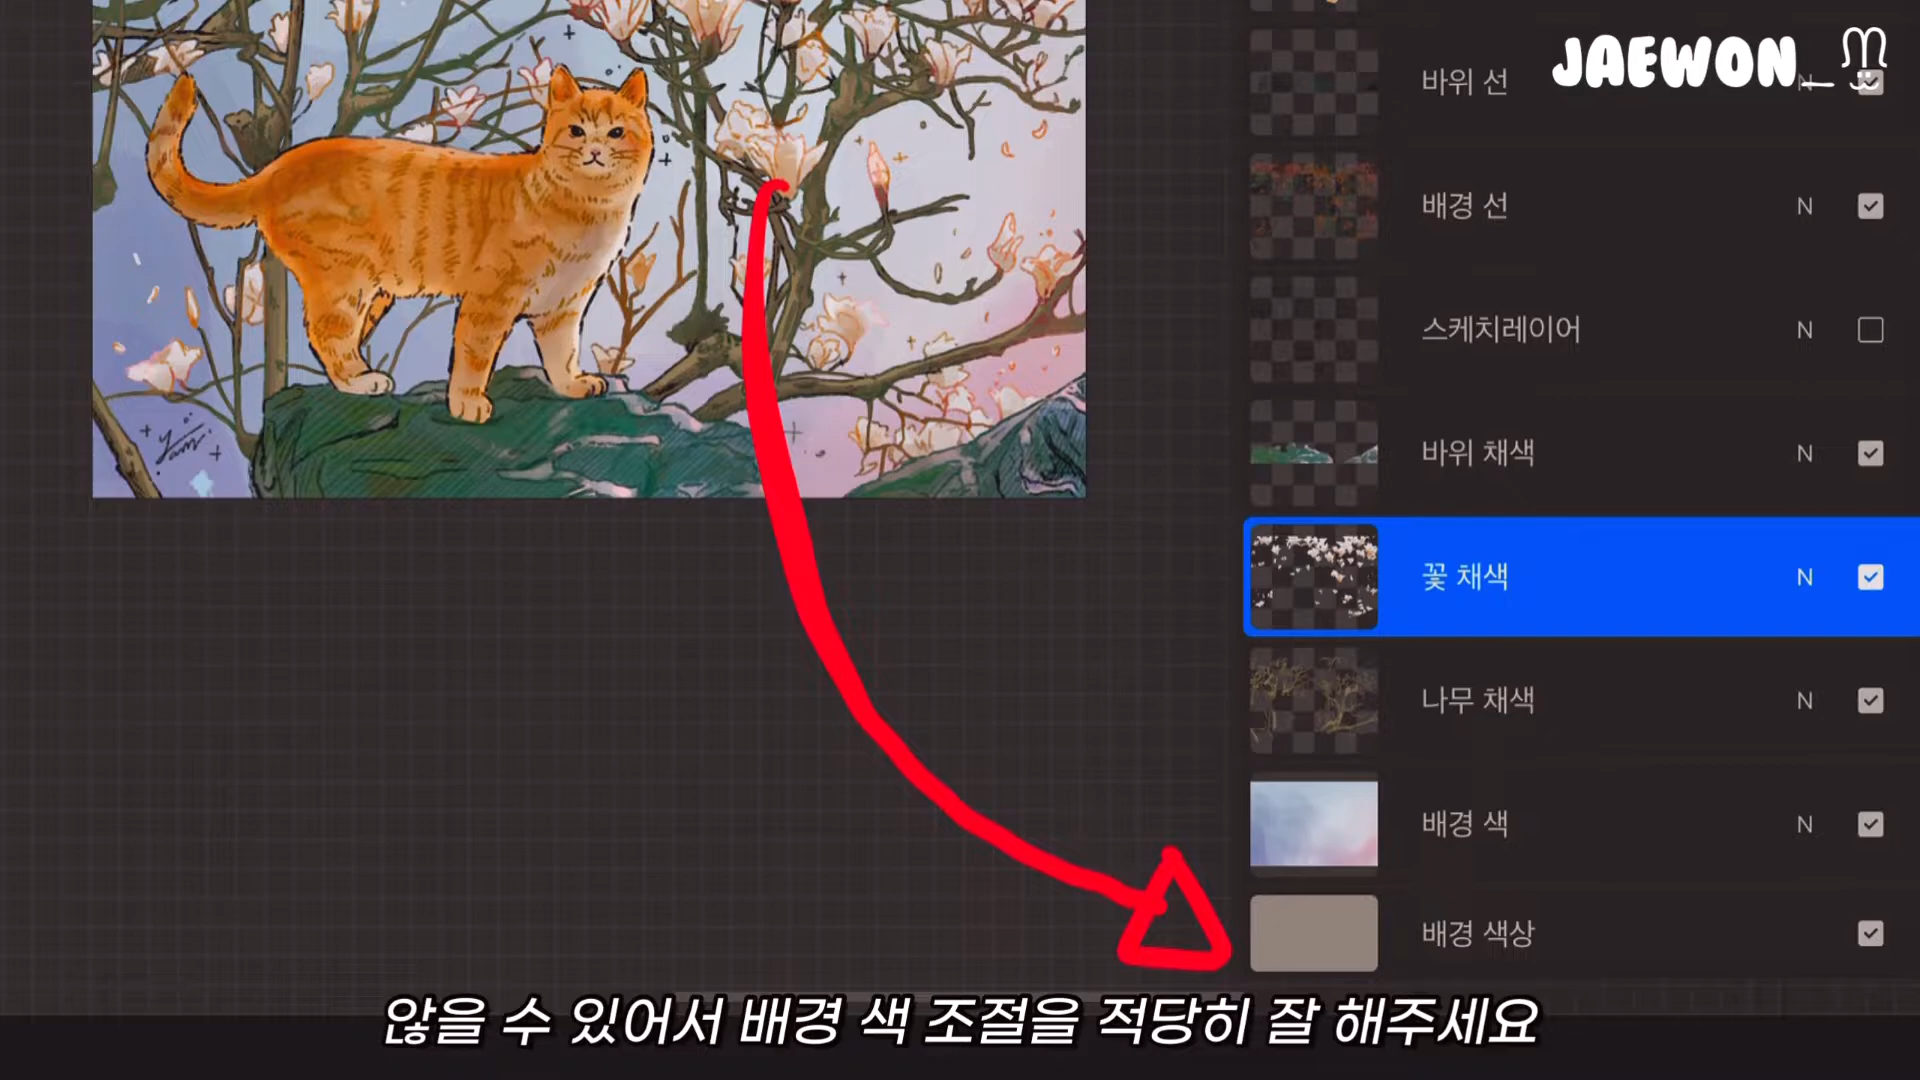 JAEWON_
바위 선 N
배경 선 N
스케치레이어 N
바위 채색 N
꽃 채색 N
나무 채색 N
배경 색 N
배경 색상
않을 수 있어서 배경 색 조절을 적당히 잘 해주세요